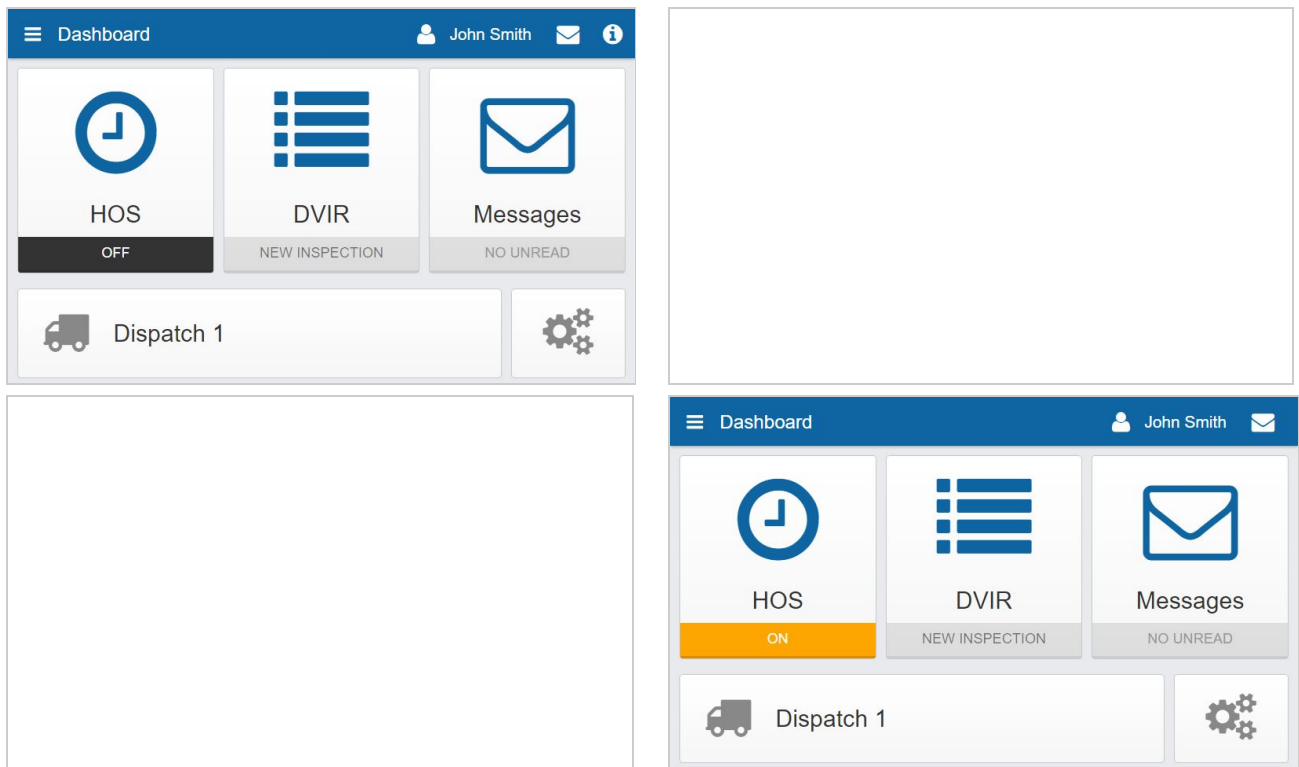 Dashboard John Smith
HOS DVIR Messages
OFF NEW INSPECTION NO UNREAD
Dispatch 1
Dashboard John Smith
HOS DVIR Messages
ON NEW INSPECTION NO UNREAD
Dispatch 1